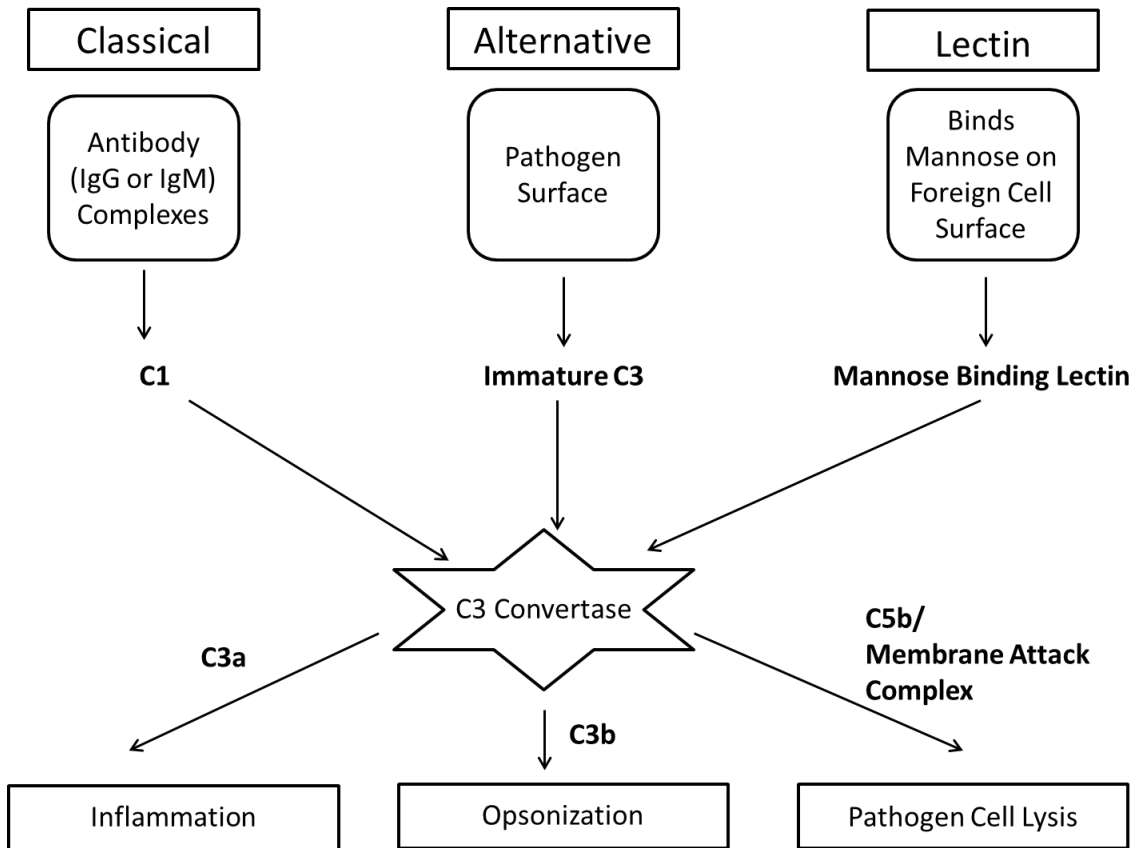 Classical
Alternative
Lectin
Antibody
(IgG or IgM)
Complexes
Pathogen
Surface
Binds
Mannose on
Foreign Cell
Surface
C1
Immature C3
Mannose Binding Lectin
C3 Convertase
C3a
C3b
C5b/
Membrane Attack
Complex
Inflammation
Opsonization
Pathogen Cell Lysis